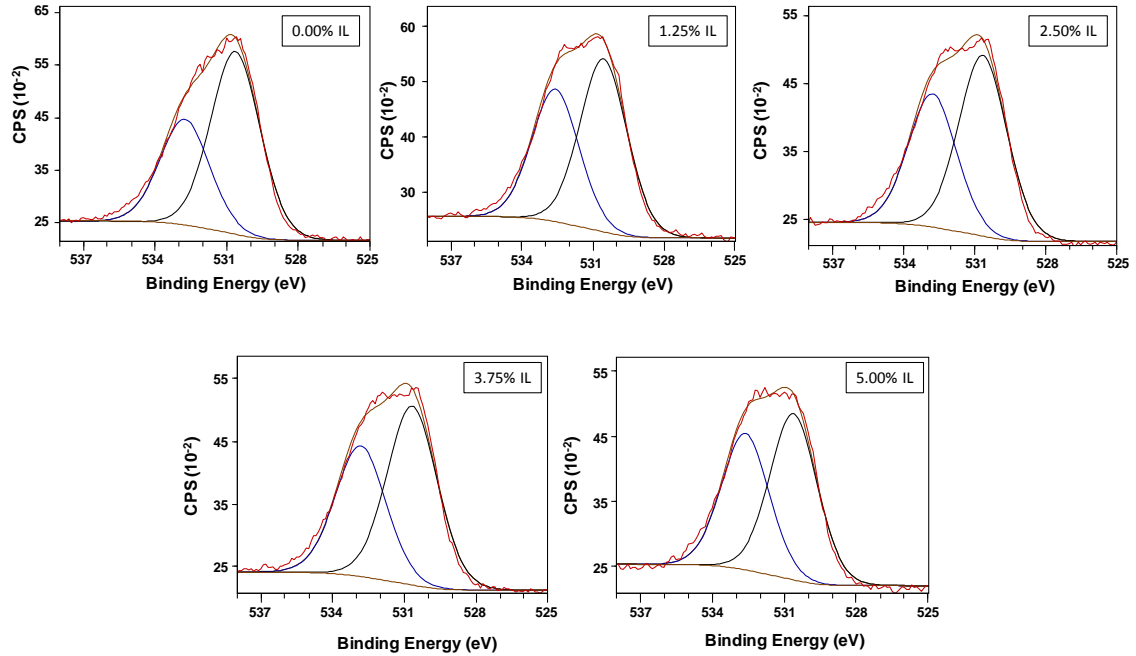 0.00% IL
65
55
45
35
25
CPS (10⁻²)
537 534 531 528 525
Binding Energy (eV)
1.25% IL
60
50
40
30
CPS (10⁻²)
537 534 531 528 525
Binding Energy (eV)
2.50% IL
55
45
35
25
CPS (10⁻²)
537 534 531 528 525
Binding Energy (eV)
3.75% IL
55
45
35
25
CPS (10⁻²)
537 534 531 528 525
Binding Energy (eV)
5.00% IL
55
45
35
25
CPS (10⁻²)
537 534 531 528 525
Binding Energy (eV)